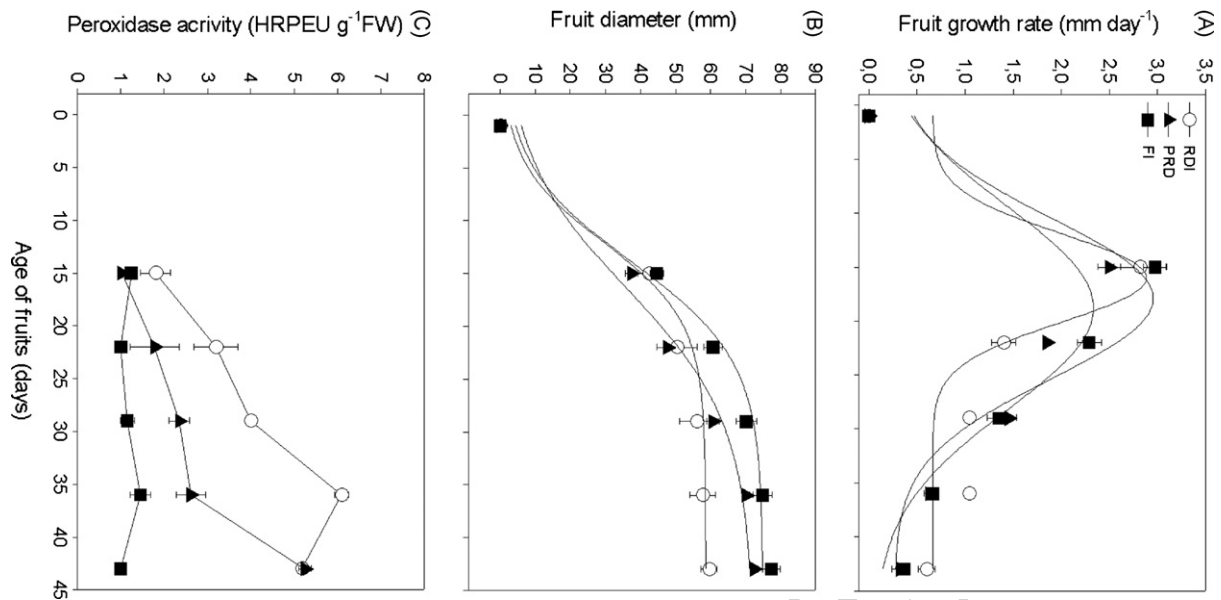 (A)
Fruit growth rate (mm day⁻¹)
3,5
3,0
2,5
2,0
1,5
1,0
0,5
0,0
RDI
PRD
FI
(B)
Fruit diameter (mm)
90
80
70
60
50
40
30
20
10
0
(C)
Peroxidase acrivity (HRPEU g⁻¹FW)
8
7
6
5
4
3
2
1
0
0 5 10 15 20 25 30 35 40 45
Age of fruits (days)